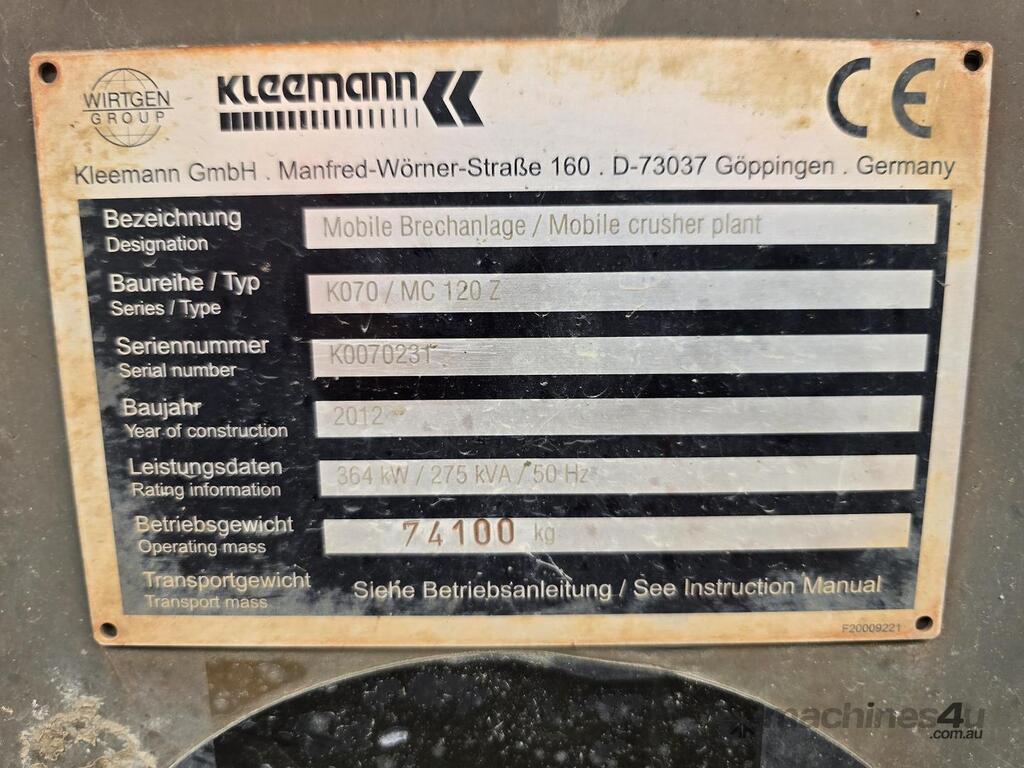 WIRTGEN
GROUP
KLEEMANN
CE
Kleemann GmbH . Manfred-Wörner-Straße 160 . D-73037 Göppingen . Germany
Bezeichnung
Designation
Mobile Brechanlage / Mobile crusher plant
Baureihe / Typ
Series / Type
K070 / MC 120 Z
Seriennummer
Serial number
K0070231
Baujahr
Year of construction
2012
Leistungsdaten
Rating information
364 kW / 275 kVA / 50 Hz
Betriebsgewicht
Operating mass
74100 kg
Transportgewicht
Transport mass
Siehe Betriebsanleitung / See Instruction Manual
F20009221
machines4u
.com.au